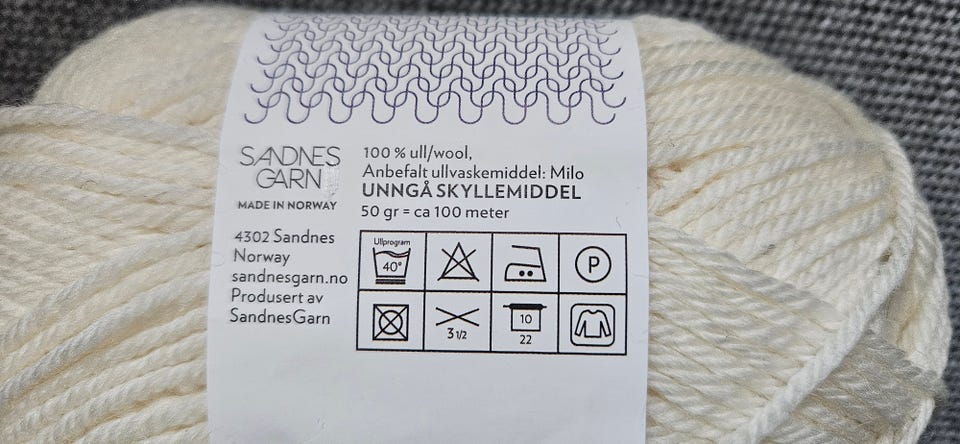 SANDNES
GARN
MADE IN NORWAY
4302 Sandnes
Norway
sandnesgarn.no
Produsert av
SandnesGarn
100 % ull/wool,
Anbefalt ullvaskemiddel: Milo
UNNGÅ SKYLLEMIDDEL
50 gr = ca 100 meter
Ullprogram
40°
P
3 1/2
10
22